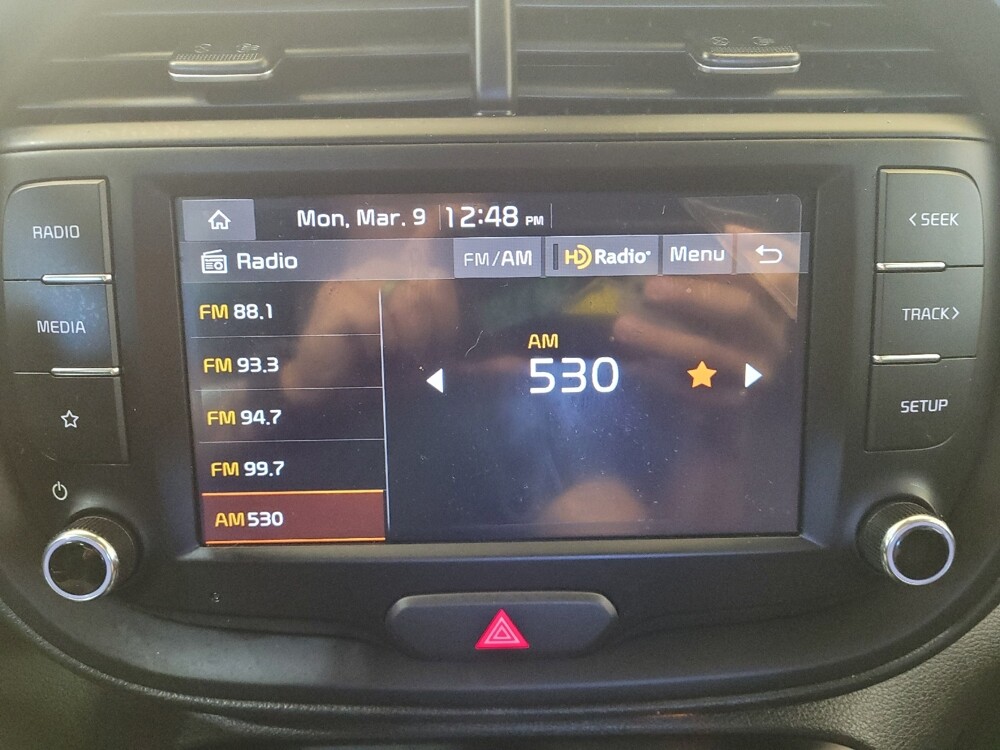 Mon, Mar. 9 12:48 PM
Radio FM/AM HD Radio Menu
FM 88.1
FM 93.3
FM 94.7
FM 99.7
AM 530
AM
530
RADIO
MEDIA
< SEEK
TRACK >
SETUP